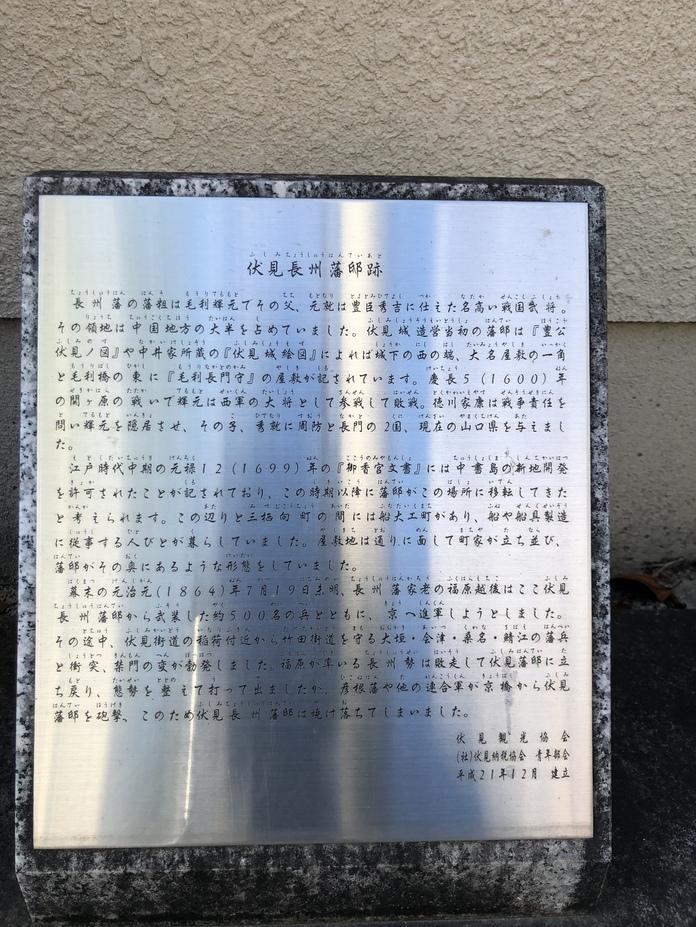 伏見長州藩邸跡
長州藩の藩祖は毛利輝元でその父、元就は豊臣秀吉に仕えた名高い戦国武将。
その領地は中国地方の大半を占めていました。伏見城造営当初の藩邸は『豊公
伏見ノ図』や中井家所蔵の『伏見城絵図』によれば城下の西の端、大名屋敷の一角
と毛利橋の東に『毛利長門守』の屋敷が記されています。慶長5(1600)年
の関ヶ原の戦いで輝元は西軍の大将として参戦して敗戦。徳川家康は戦争責任を
問い輝元を隠居させ、その子、秀就に周防と長門の2国、現在の山口県を与えまし
た。
江戸時代中期の元禄12(1699)年の『御香宮文書』には中書島の新地開発
を許可されたことが記されており、この時期以降に藩邸がこの場所に移転してきた
と考えられます。この辺りと三栖向町の間には船大工町があり、船や船具製造
に従事する人びとが暮らしていました。屋敷地は通りに面して町家が立ち並び、
藩邸がその奥にあるような形態をしていました。
幕末の元治元(1864)年7月19日未明、長州藩家老の福原越後はここ伏見
長州藩邸から武装した約500名の兵とともに、京へ進軍しようとしました。
その途中、伏見街道の稲荷付近から竹田街道を守る大垣・会津・桑名・鯖江の藩兵
と衝突、禁門の変が勃発しました。福原が率いる長州勢は敗走して伏見藩邸に立
ち戻り、態勢を整えて打って出ましたが、彦根藩や他の連合軍が京橋から伏見
藩邸を砲撃、このため伏見長州藩邸は焼け落ちてしまいました。
伏見観光協会
(社)伏見納税協会 青年部会
平成21年12月 建立